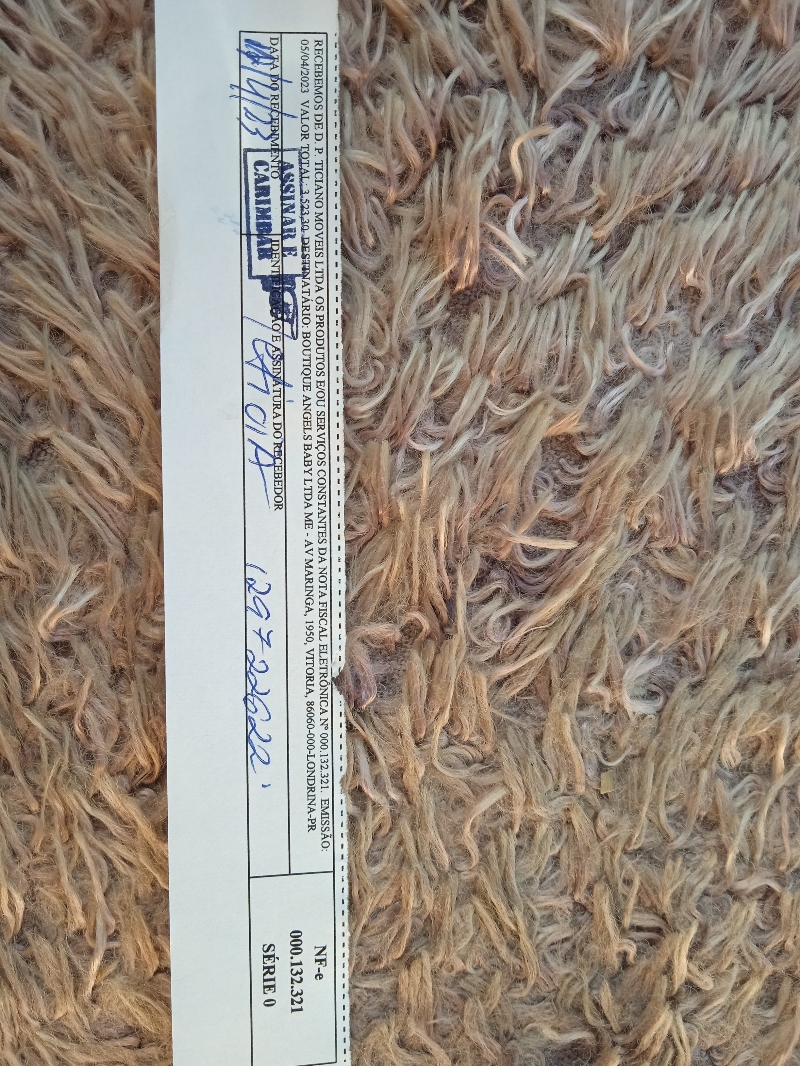 RECEBEMOS DE D. P. TICIANO MOVEIS LTDA OS PRODUTOS E/OU SERVIÇOS CONSTANTES DA NOTA FISCAL ELETRÔNICA Nº 000.132.321. EMISSÃO:
05/04/2023 VALOR TOTAL: 3.523,30 DESTINATÁRIO: BOUTIQUE ANGELS BABY LTDA ME - AV MARINGA, 1950, VITORIA, 86060-000-LONDRINA-PR
DATA DO RECEBIMENTO
IDENTIFICAÇÃO E ASSINATURA DO RECEBEDOR
ASSINAR E
CARIMBAR
NF-e
000.132.321
SÉRIE 0